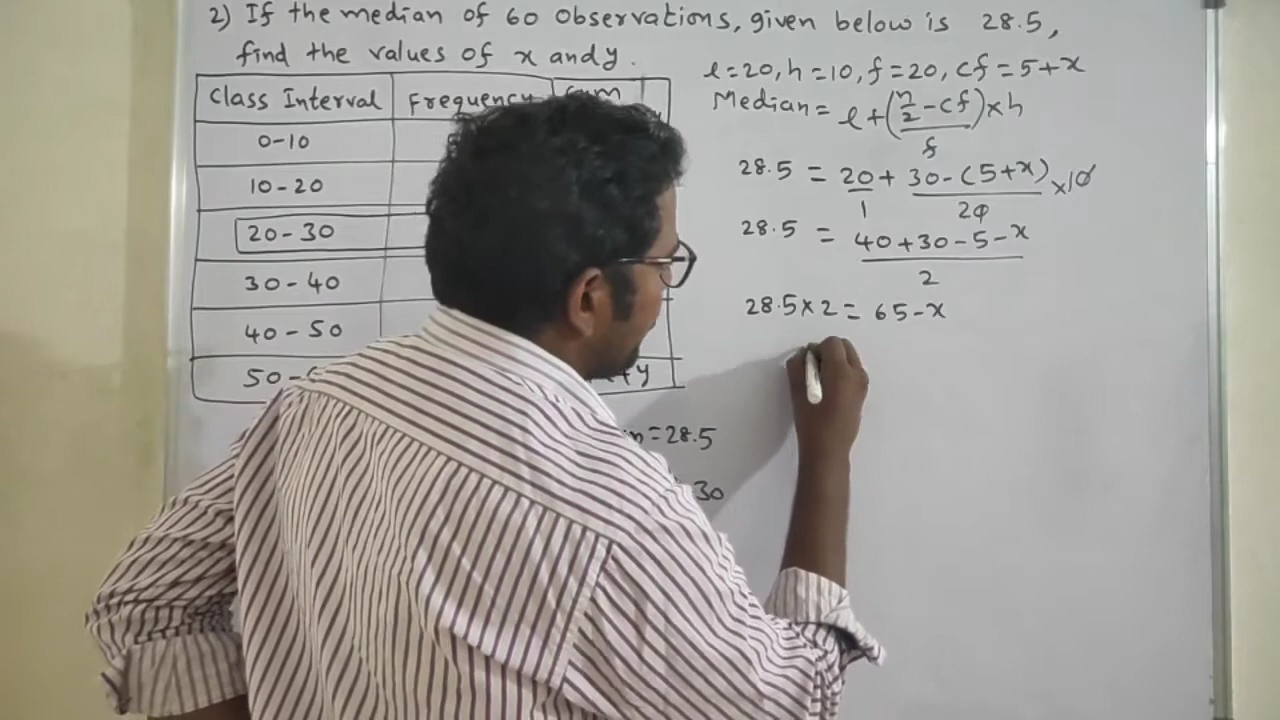 2) If the median of 60 observations, given below is 28.5,
find the values of x and y.
Class Interval Frequency Cum
0-10
10-20
20-30
30-40
40-50
50- +y
=28.5
30
l=20, h=10, f=20, cf=5+x
Median = l+(n/2-cf)/f×h
28.5 = 20/1 + 30-(5+x)/20 ×10
28.5 = 40+30-5-x/2
28.5×2= 65-x